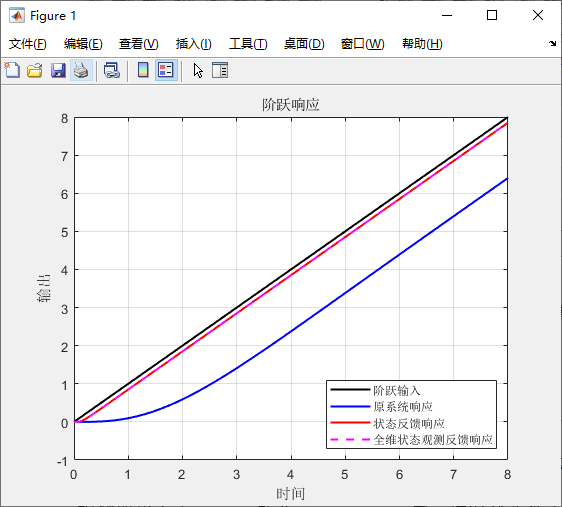 Figure 1
文件(F) 编辑(E) 查看(V) 插入(I) 工具(T) 桌面(D) 窗口(W) 帮助(H)
阶跃响应
8
7
6
5
4
3
2
1
0
-1
输出
阶跃输入
原系统响应
状态反馈响应
全维状态观测反馈响应
0 1 2 3 4 5 6 7 8
时间